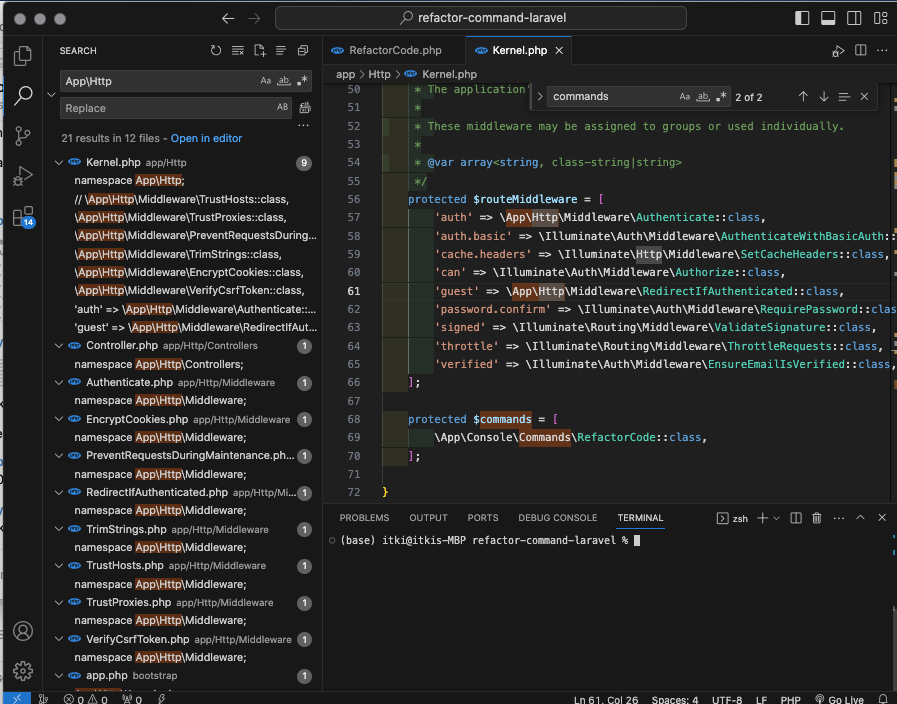 refactor-command-laravel
SEARCH
App\Http
Aa ab .*
Replace
AB
21 results in 12 files - Open in editor
Kernel.php app/Http 9
namespace App\Http;
// \App\Http\Middleware\TrustHosts::class,
\App\Http\Middleware\TrustProxies::class,
\App\Http\Middleware\PreventRequestsDuring...
\App\Http\Middleware\TrimStrings::class,
\App\Http\Middleware\EncryptCookies::class,
\App\Http\Middleware\VerifyCsrfToken::class,
'auth' => \App\Http\Middleware\Authenticate::...
'guest' => \App\Http\Middleware\RedirectIfAut...
Controller.php app/Http/Controllers 1
namespace App\Http\Controllers;
Authenticate.php app/Http/Middleware 1
namespace App\Http\Middleware;
EncryptCookies.php app/Http/Middleware 1
namespace App\Http\Middleware;
PreventRequestsDuringMaintenance.ph... 1
namespace App\Http\Middleware;
RedirectIfAuthenticated.php app/Http/Mi... 1
namespace App\Http\Middleware;
TrimStrings.php app/Http/Middleware 1
namespace App\Http\Middleware;
TrustHosts.php app/Http/Middleware 1
namespace App\Http\Middleware;
TrustProxies.php app/Http/Middleware 1
namespace App\Http\Middleware;
VerifyCsrfToken.php app/Http/Middleware 1
namespace App\Http\Middleware;
app.php bootstrap 1
14
RefactorCode.php Kernel.php
app > Http > Kernel.php
commands Aa ab .* 2 of 2
50 * The application'
51 *
52 * These middleware may be assigned to groups or used individually.
53 *
54 * @var array<string, class-string|string>
55 */
56 protected $routeMiddleware = [
57 'auth' => \App\Http\Middleware\Authenticate::class,
58 'auth.basic' => \Illuminate\Auth\Middleware\AuthenticateWithBasicAuth::
59 'cache.headers' => \Illuminate\Http\Middleware\SetCacheHeaders::class,
60 'can' => \Illuminate\Auth\Middleware\Authorize::class,
61 'guest' => \App\Http\Middleware\RedirectIfAuthenticated::class,
62 'password.confirm' => \Illuminate\Auth\Middleware\RequirePassword::clas
63 'signed' => \Illuminate\Routing\Middleware\ValidateSignature::class,
64 'throttle' => \Illuminate\Routing\Middleware\ThrottleRequests::class,
65 'verified' => \Illuminate\Auth\Middleware\EnsureEmailIsVerified::class,
66 ];
67
68 protected $commands = [
69 \App\Console\Commands\RefactorCode::class,
70 ];
71
72 }
PROBLEMS OUTPUT PORTS DEBUG CONSOLE TERMINAL zsh
(base) itki@itkis-MBP refactor-command-laravel %
0 0 0 Ln 61, Col 26 Spaces: 4 UTF-8 LF PHP Go Live